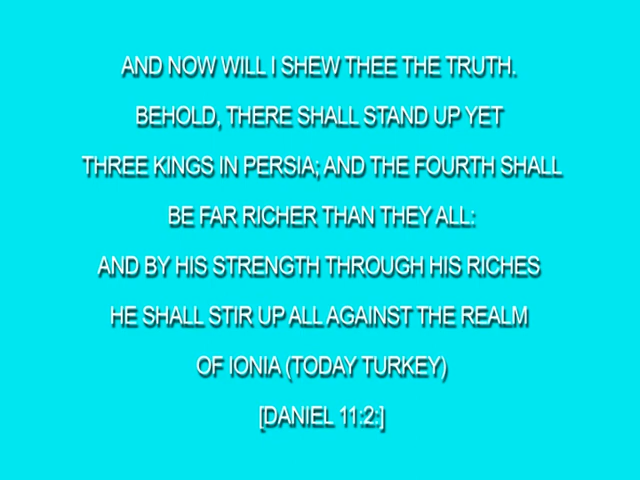 AND NOW WILL I SHEW THEE THE TRUTH.
BEHOLD, THERE SHALL STAND UP YET
THREE KINGS IN PERSIA; AND THE FOURTH SHALL
BE FAR RICHER THAN THEY ALL:
AND BY HIS STRENGTH THROUGH HIS RICHES
HE SHALL STIR UP ALL AGAINST THE REALM
OF IONIA (TODAY TURKEY)
[DANIEL 11:2:]